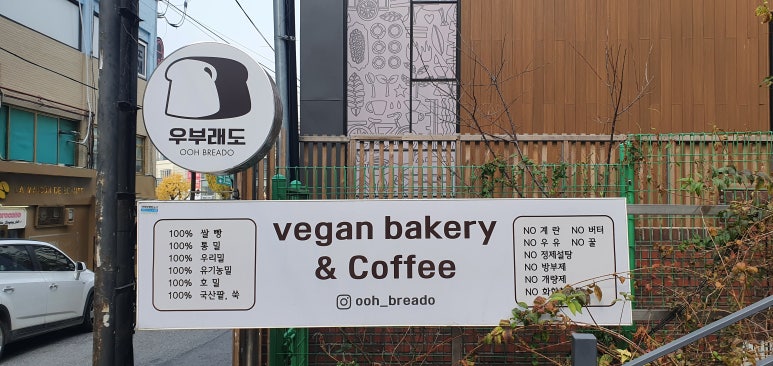 우부래도
OOH BREADO
vegan bakery
& Coffee
ooh_breado
100% 쌀 빵
100% 통 밀
100% 우리밀
100% 유기농밀
100% 호 밀
100% 국산팥, 쑥
NO 계 란 NO 버터
NO 우 유 NO 꿀
NO 정제설탕
NO 방부제
NO 개량제
NO